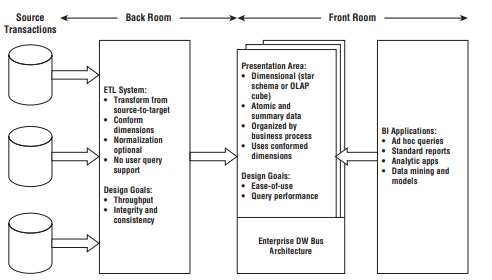 Source
Transactions
Back Room
Front Room
ETL System:
• Transform from
source-to-target
• Conform
dimensions
• Normalization
optional
• No user query
support
Design Goals:
• Throughput
• Integrity and
consistency
Presentation Area:
• Dimensional (star
schema or OLAP
cube)
• Atomic and
summary data
• Organized by
business process
• Uses conformed
dimensions
Design Goals:
• Ease-of-use
• Query performance
Enterprise DW Bus
Architecture
BI Applications:
• Ad hoc queries
• Standard reports
• Analytic apps
• Data mining and
models